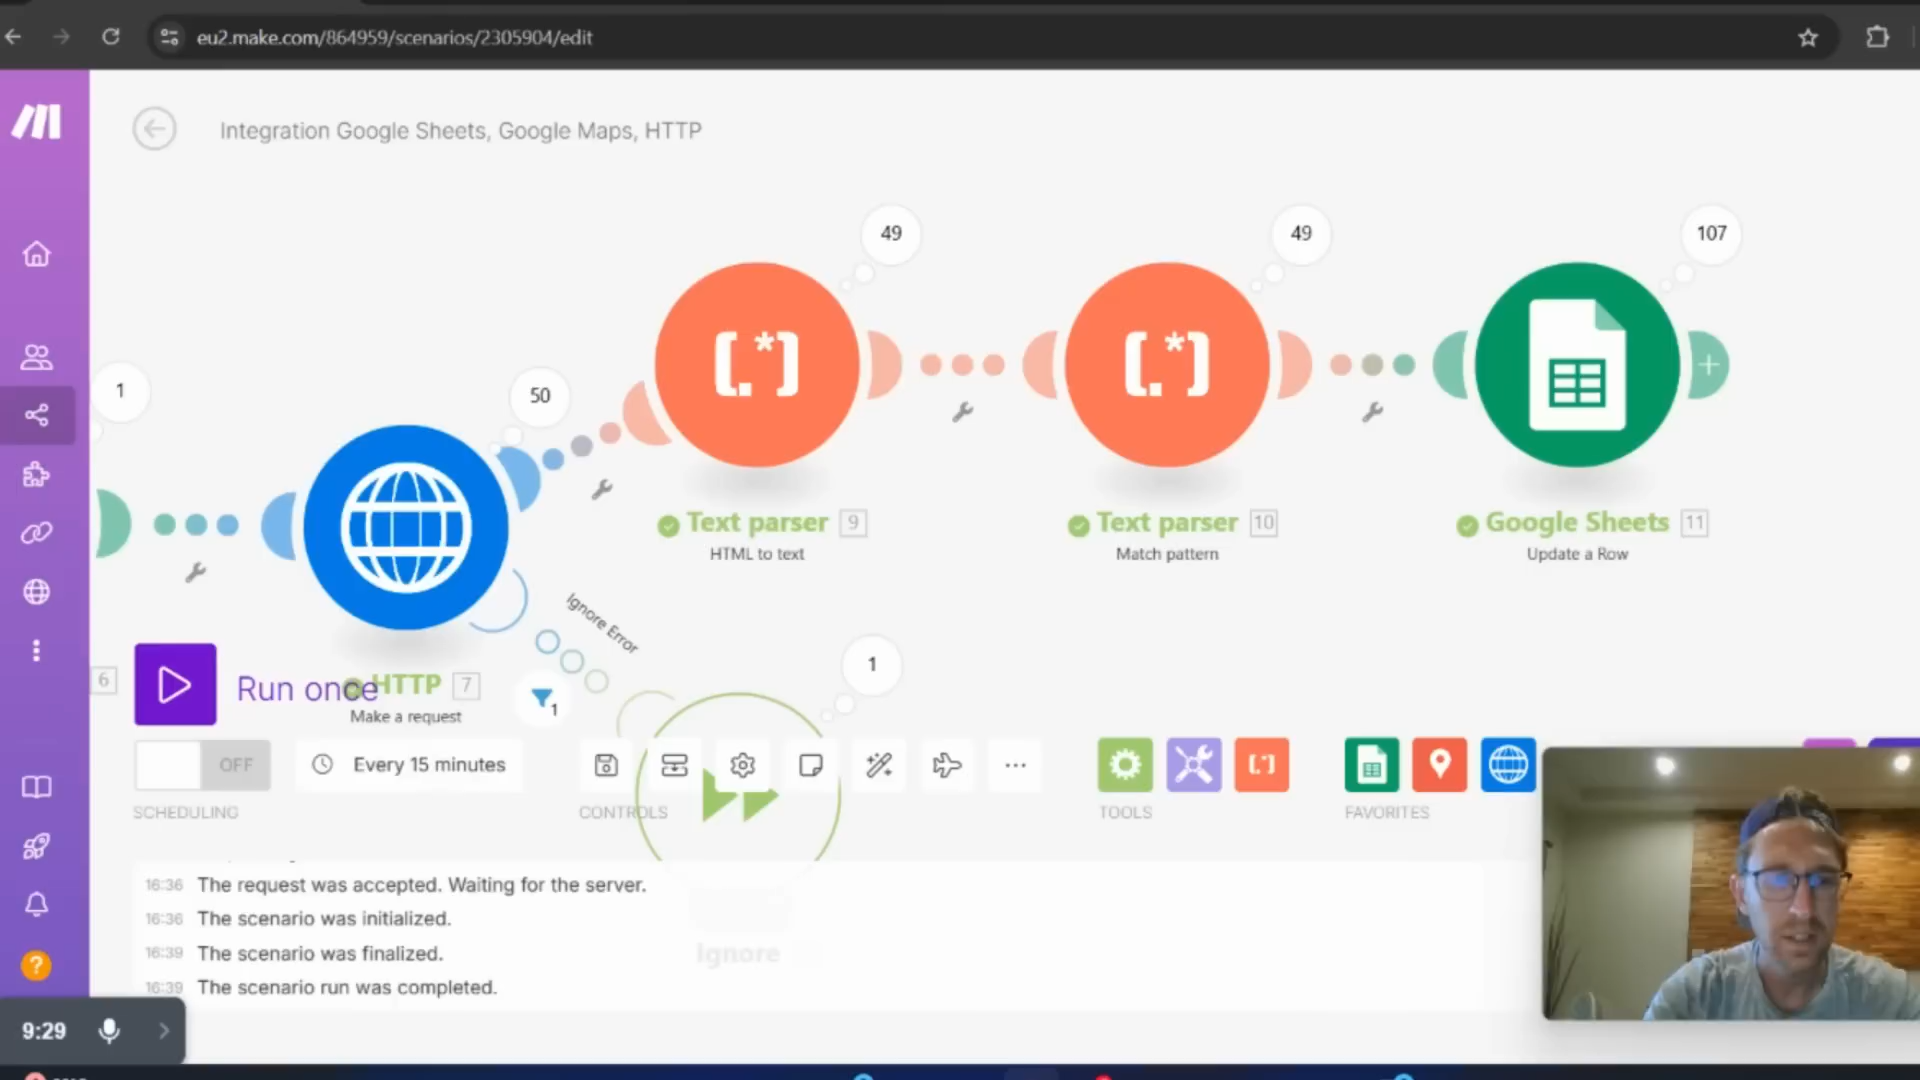 eu2.make.com/864959/scenarios/2305904/edit
Integration Google Sheets, Google Maps, HTTP
49
49
107
1
50
Text parser 9
HTML to text
Text parser 10
Match pattern
Google Sheets 11
Update a Row
Ignore Error
1
6
Run once
HTTP 7
Make a request
1
OFF
Every 15 minutes
SCHEDULING
CONTROLS
TOOLS
FAVORITES
16:36 The request was accepted. Waiting for the server.
16:36 The scenario was initialized.
16:39 The scenario was finalized.
16:39 The scenario run was completed.
Ignore
?
9:29